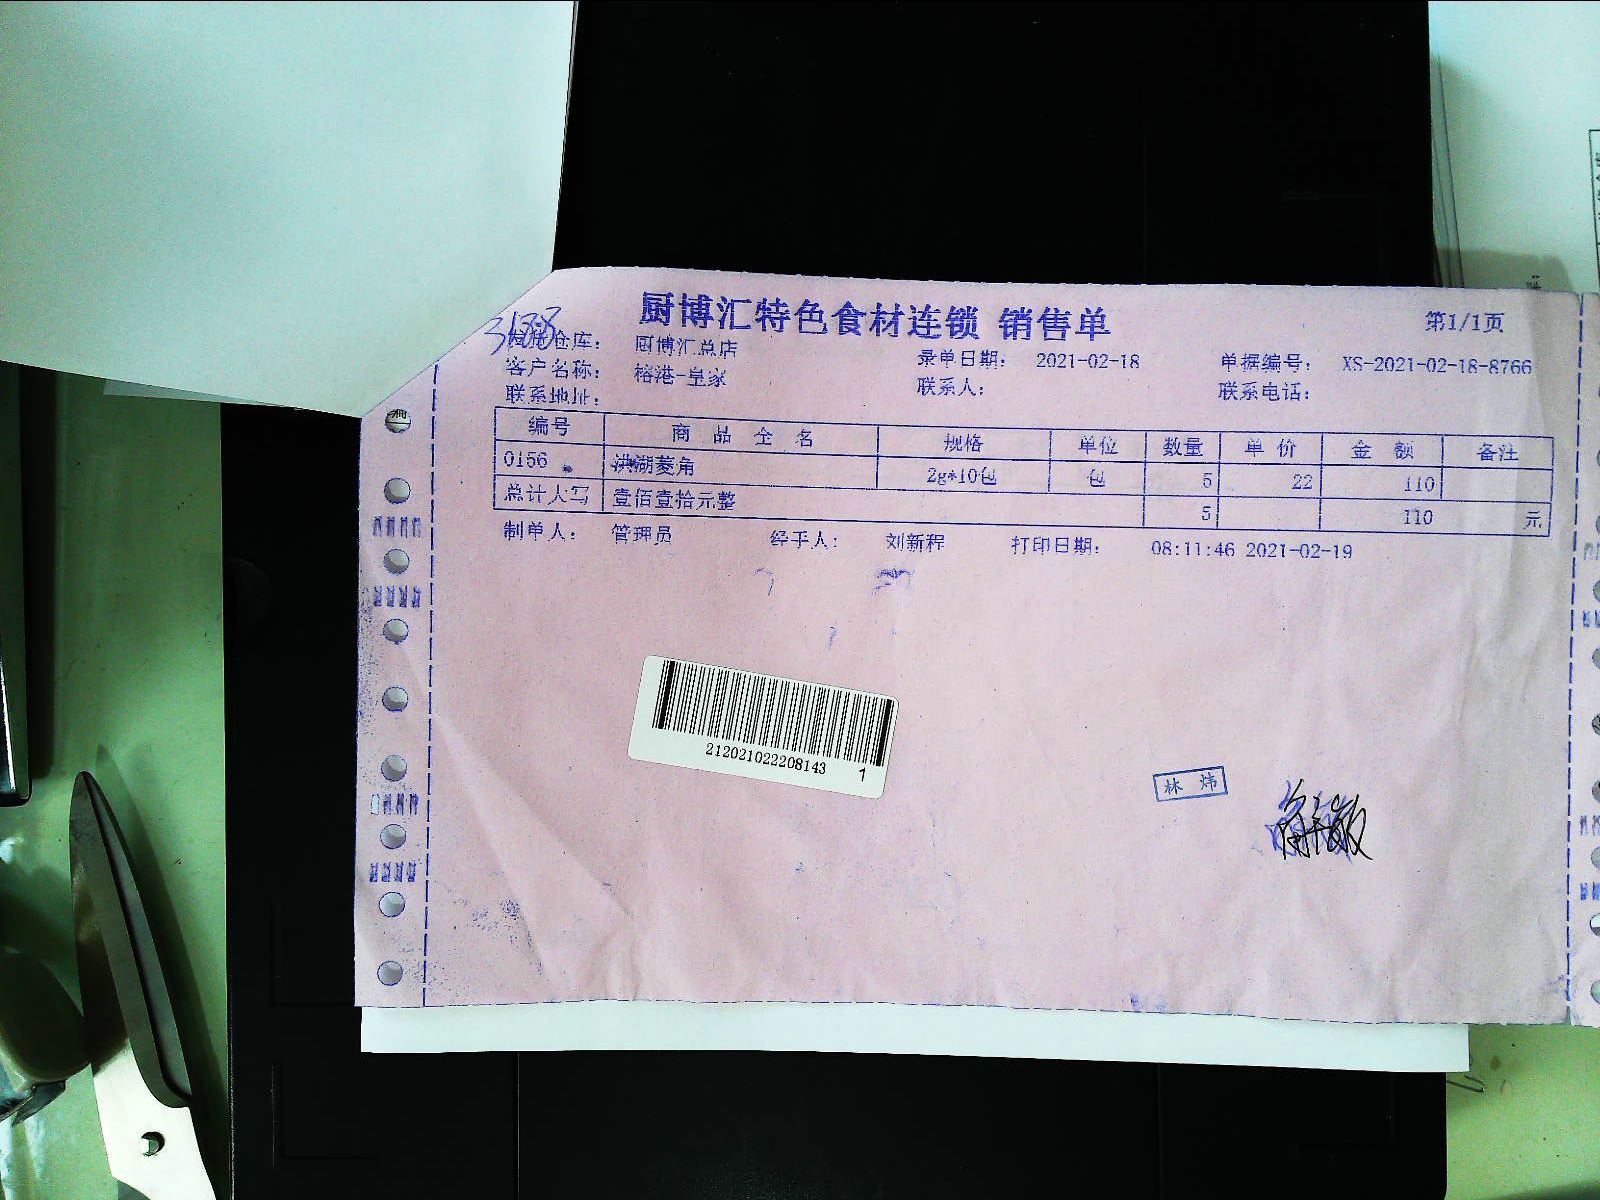 厨博汇特色食材连锁 销售单
第1/1页
仓库： 厨博汇总店 录单日期： 2021-02-18 单据编号： XS-2021-02-18-8766
客户名称： 榕港-皇家 联系人： 联系电话：
联系地址：
编号 商品全名 规格 单位 数量 单价 金额 备注
0156 洪湖菱角 2g*10包 包 5 22 110
总计大写 壹佰壹拾元整 5 110 元
制单人： 管理员 经手人： 刘新程 打印日期： 08:11:46 2021-02-19
212021022208143 1
林炜